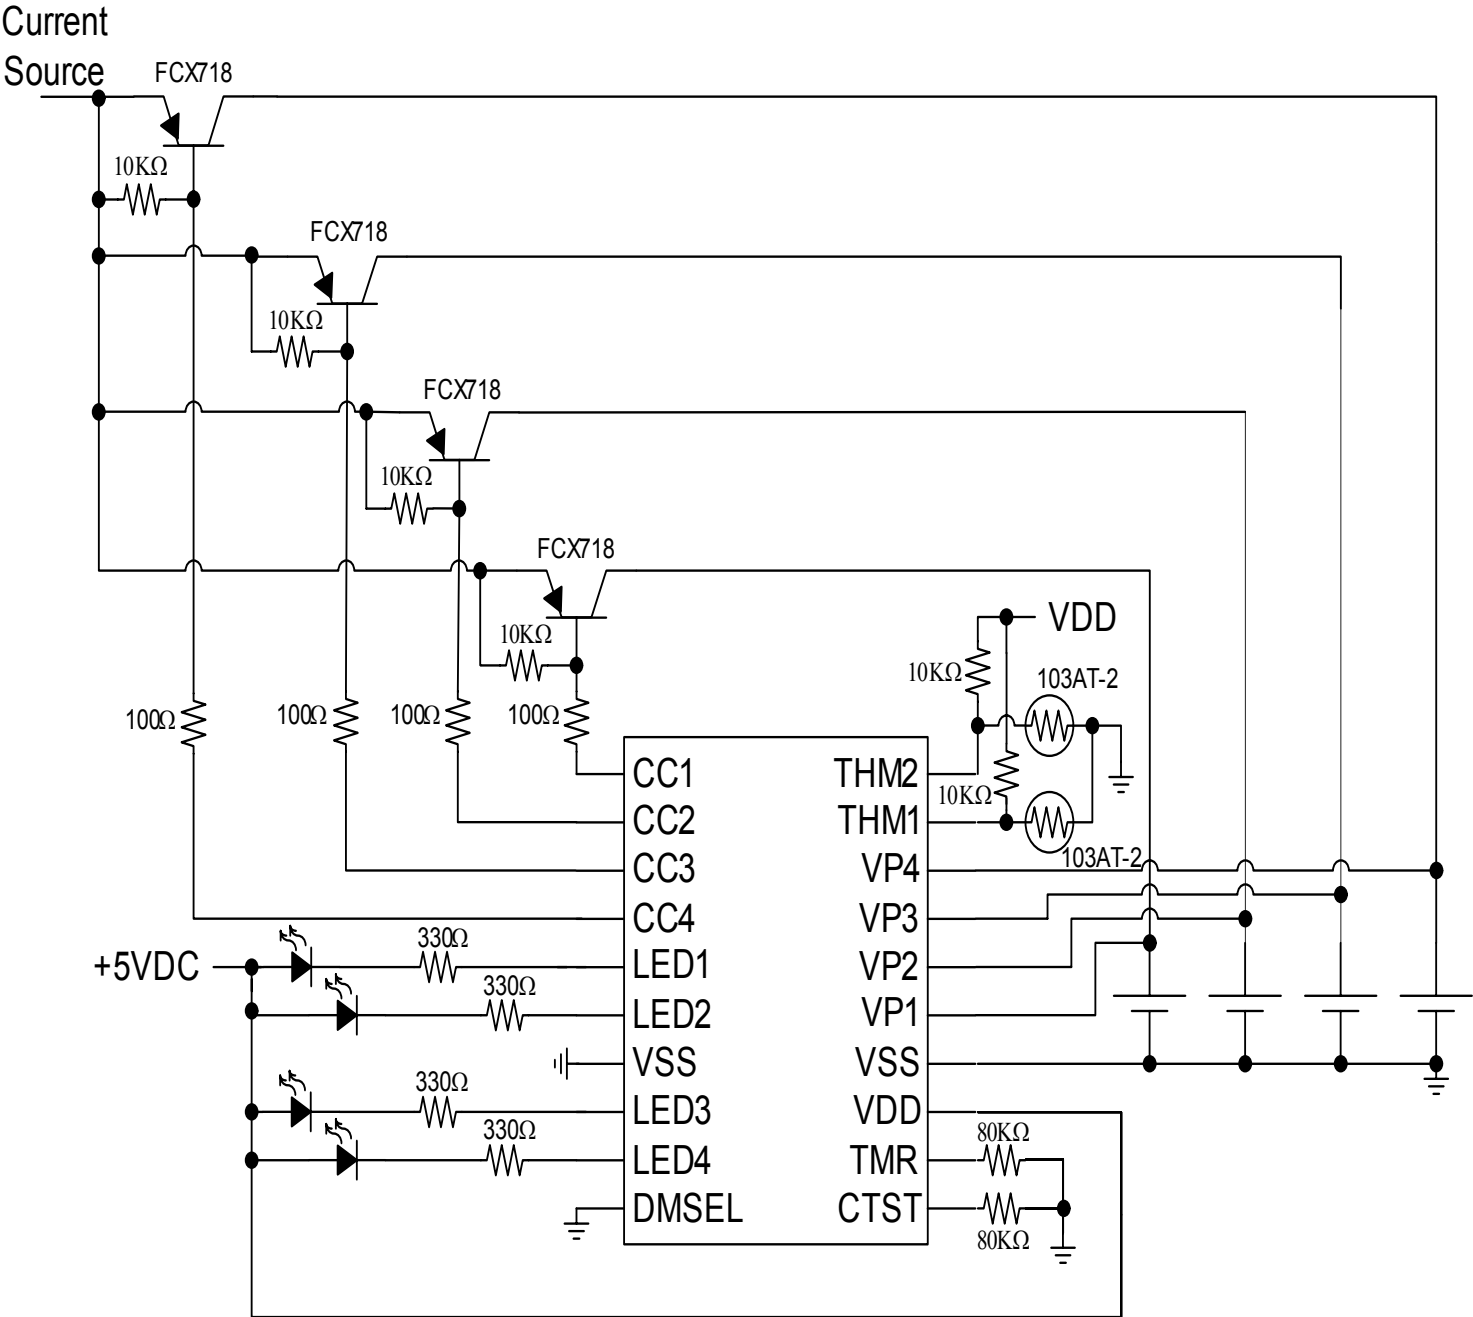 Current
Source
FCX718
10KΩ
FCX718
10KΩ
FCX718
10KΩ
FCX718
10KΩ
VDD
10KΩ
103AT-2
100Ω
100Ω
100Ω
100Ω
10KΩ
103AT-2
CC1
CC2
CC3
CC4
LED1
LED2
VSS
LED3
LED4
DMSEL
THM2
THM1
VP4
VP3
VP2
VP1
VSS
VDD
TMR
CTST
+5VDC
330Ω
330Ω
330Ω
330Ω
80KΩ
80KΩ